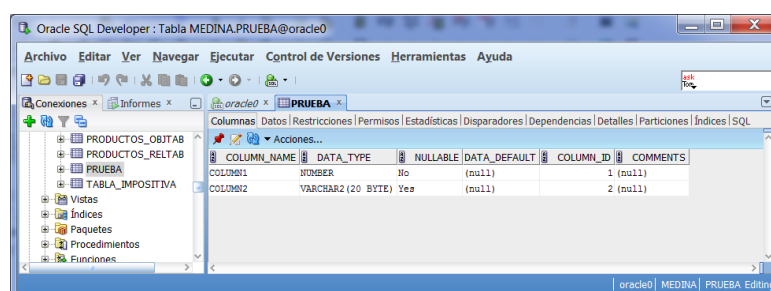 Oracle SQL Developer : Tabla MEDINA.PRUEBA@oracle0
Archivo Editar Ver Navegar Ejecutar Control de Versiones Herramientas Ayuda
ask
Tom
Conexiones Informes oracle0 PRUEBA
Columnas Datos Restricciones Permisos Estadísticas Disparadores Dependencias Detalles Particiones Índices SQL
Acciones...
COLUMN_NAME DATA_TYPE NULLABLE DATA_DEFAULT COLUMN_ID COMMENTS
COLUMN1 NUMBER No (null) 1 (null)
COLUMN2 VARCHAR2(20 BYTE) Yes (null) 2 (null)
PRODUCTOS_OBJTAB
PRODUCTOS_RELTAB
PRUEBA
TABLA_IMPOSITIVA
Vistas
Índices
Paquetes
Procedimientos
Funciones
oracle0 MEDINA PRUEBA Editing